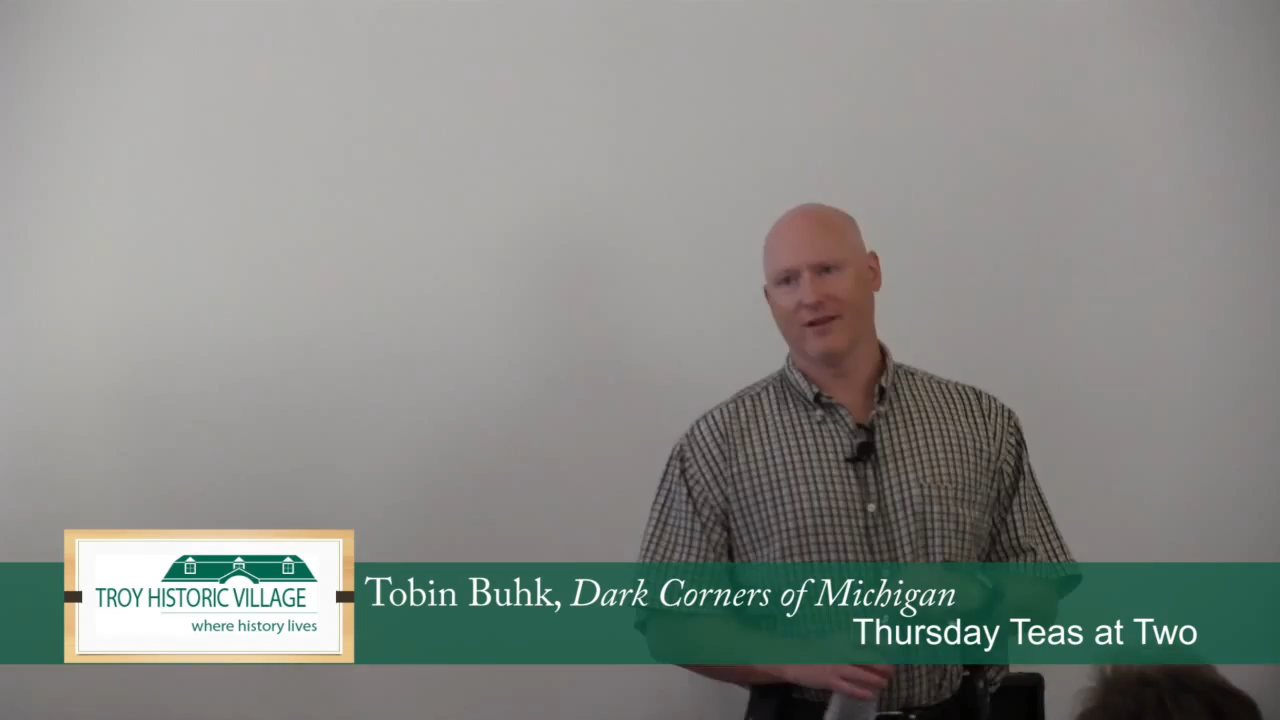 TROY HISTORIC VILLAGE
where history lives
Tobin Buhk, Dark Corners of Michigan
Thursday Teas at Two